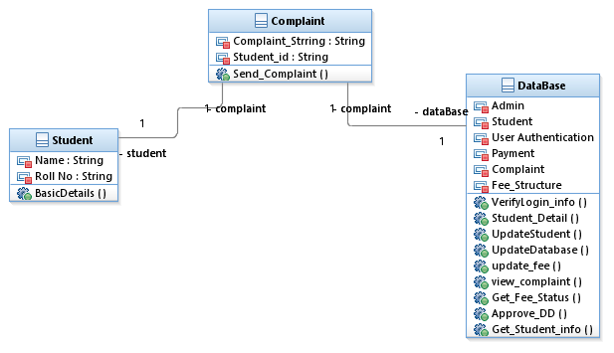 Complaint
Complaint_Strring : String
Student_id : String
Send_Complaint ( )
1
- complaint
1
- complaint
- dataBase
1
1
- student
Student
Name : String
Roll No : String
BasicDetails ( )
DataBase
Admin
Student
User Authentication
Payment
Complaint
Fee_Structure
VerifyLogin_info ( )
Student_Detail ( )
UpdateStudent ( )
UpdateDatabase ( )
update_fee ( )
view_complaint ( )
Get_Fee_Status ( )
Approve_DD ( )
Get_Student_info ( )